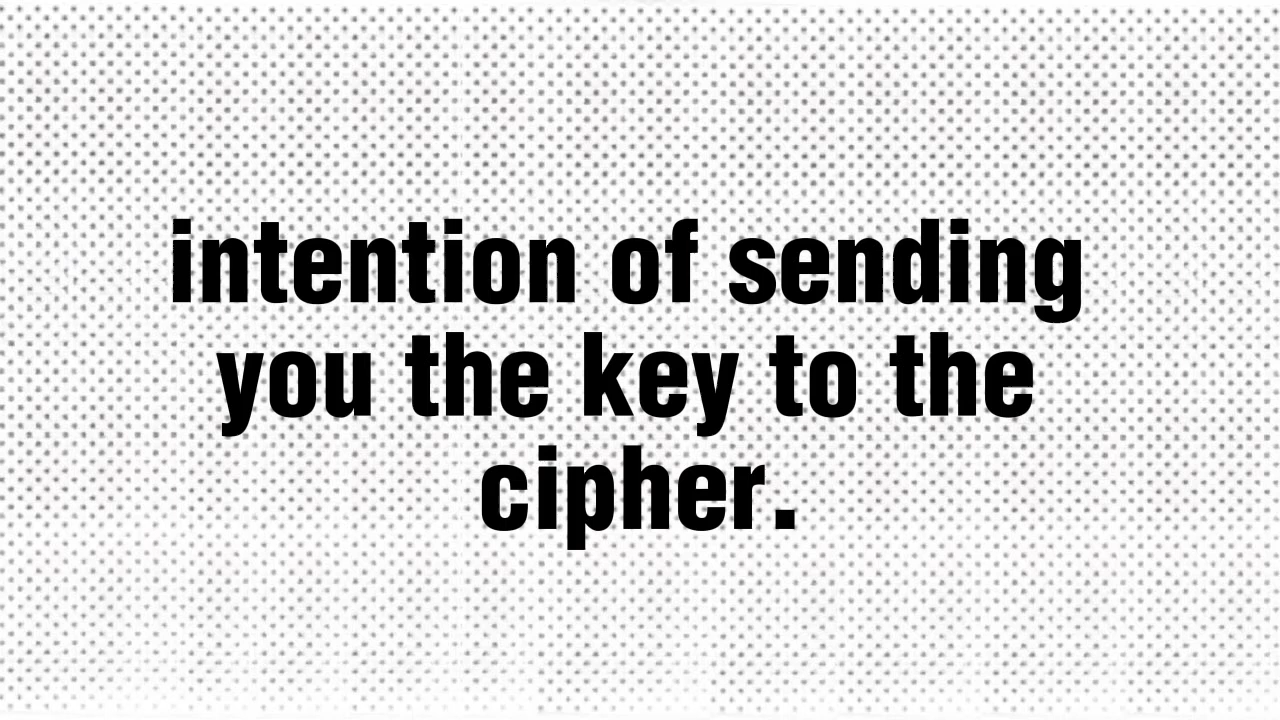 intention of sending
you the key to the
cipher.